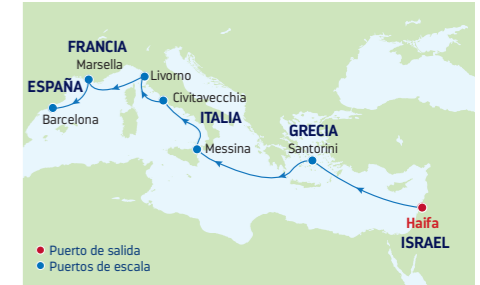 FRANCIA
Marsella
Livorno
ESPAÑA
Civitavecchia
Barcelona
ITALIA
GRECIA
Messina
Santorini
Haifa
ISRAEL
Puerto de salida
Puertos de escala